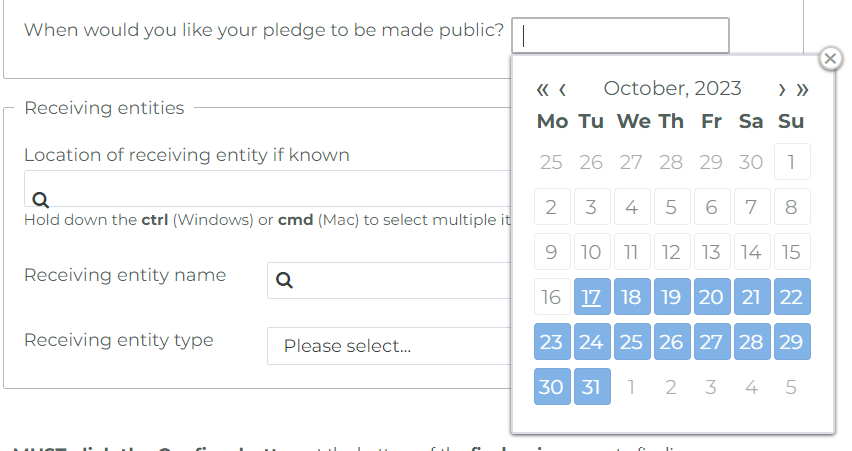 When would you like your pledge to be made public?
« ‹ October, 2023 › »
Mo Tu We Th Fr Sa Su
25 26 27 28 29 30 1
2 3 4 5 6 7 8
9 10 11 12 13 14 15
16 17 18 19 20 21 22
23 24 25 26 27 28 29
30 31 1 2 3 4 5
Receiving entities
Location of receiving entity if known
Hold down the ctrl (Windows) or cmd (Mac) to select multiple it
Receiving entity name
Receiving entity type
Please select...